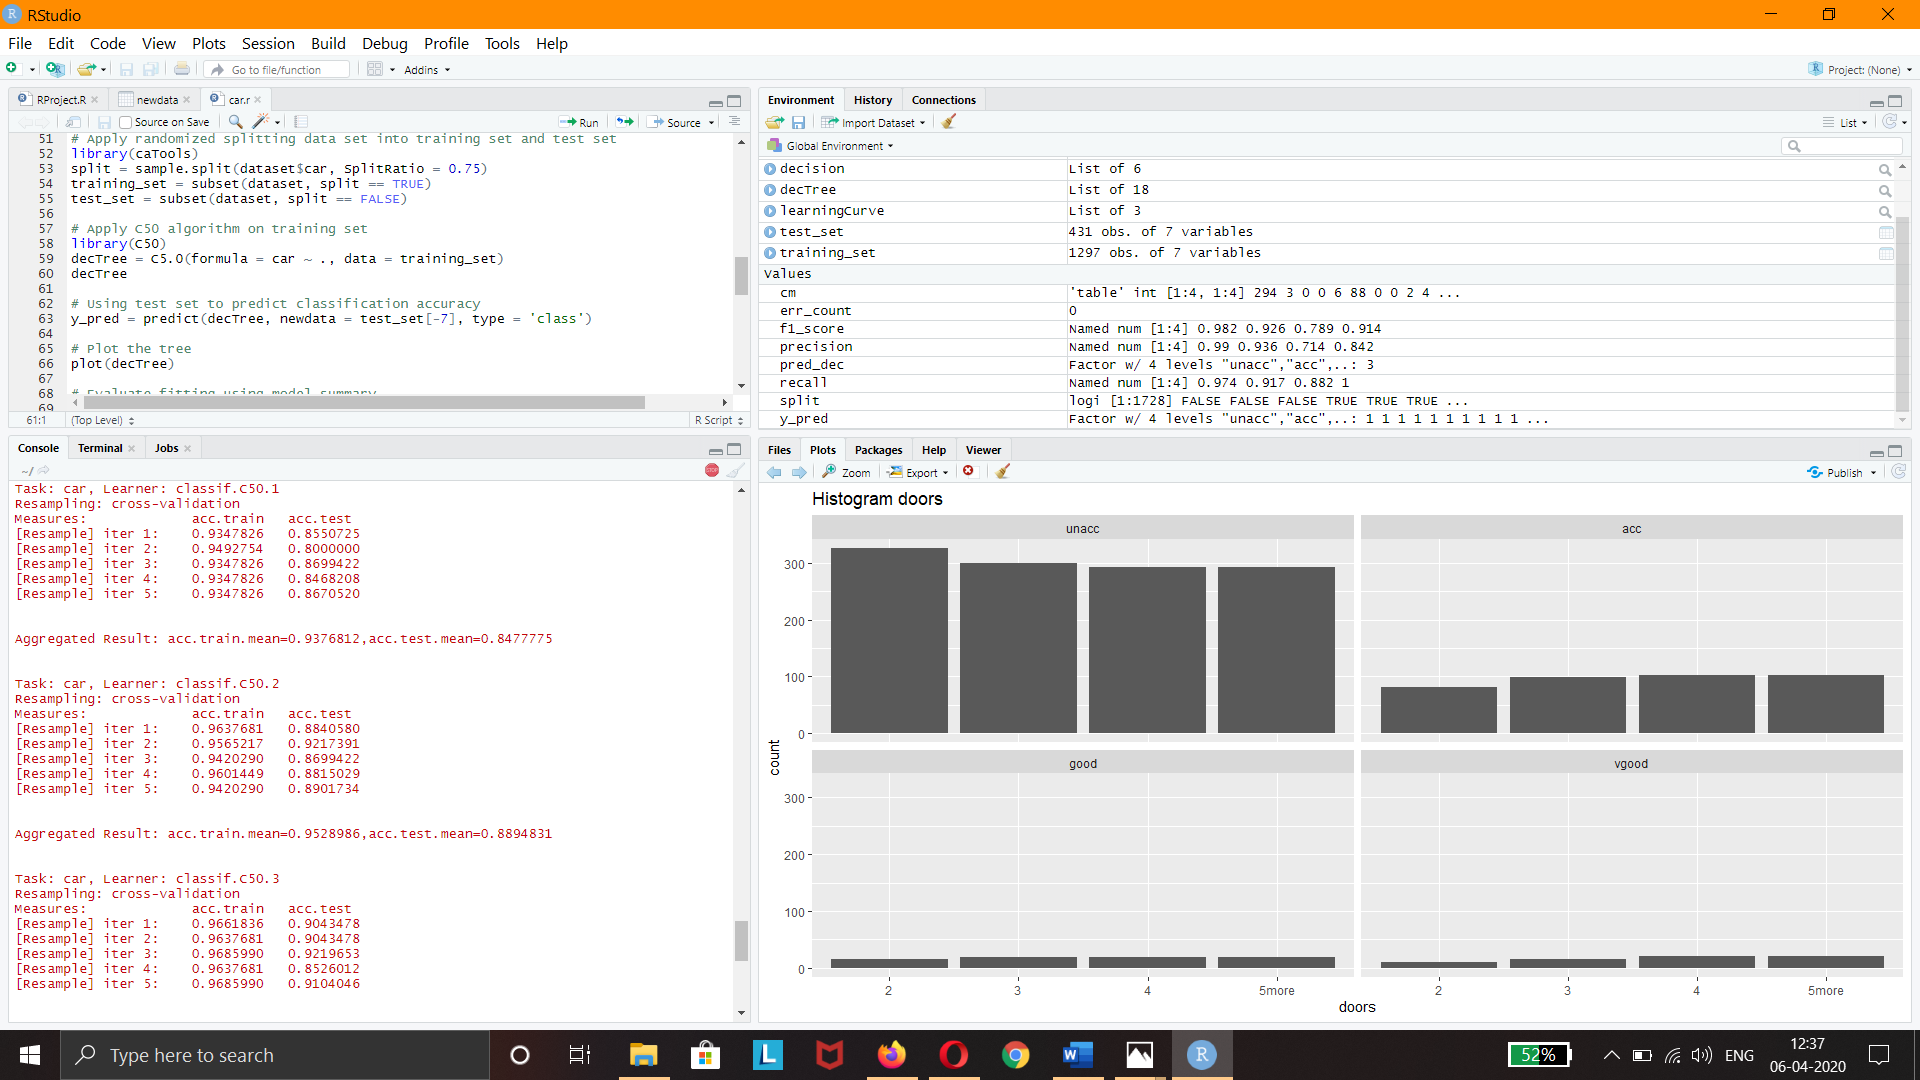 RStudio
File Edit Code View Plots Session Build Debug Profile Tools Help
Go to file/function Addins Project: (None)
RProject.R newdata car.r
Source on Save Run Source
51 # Apply randomized splitting data set into training set and test set
52 library(caTools)
53 split = sample.split(dataset$car, SplitRatio = 0.75)
54 training_set = subset(dataset, split == TRUE)
55 test_set = subset(dataset, split == FALSE)
56
57 # Apply C50 algorithm on training set
58 library(C50)
59 decTree = C5.0(formula = car ~ ., data = training_set)
60 decTree
61
62 # Using test set to predict classification accuracy
63 y_pred = predict(decTree, newdata = test_set[-7], type = 'class')
64
65 # Plot the tree
66 plot(decTree)
67
68 # Evaluate fitting using model summary
69
61:1 (Top Level) R Script
Console Terminal Jobs
~/
STOP
Task: car, Learner: classif.C50.1
Resampling: cross-validation
Measures: acc.train acc.test
[Resample] iter 1: 0.9347826 0.8550725
[Resample] iter 2: 0.9492754 0.8000000
[Resample] iter 3: 0.9347826 0.8699422
[Resample] iter 4: 0.9347826 0.8468208
[Resample] iter 5: 0.9347826 0.8670520
Aggregated Result: acc.train.mean=0.9376812,acc.test.mean=0.8477775
Task: car, Learner: classif.C50.2
Resampling: cross-validation
Measures: acc.train acc.test
[Resample] iter 1: 0.9637681 0.8840580
[Resample] iter 2: 0.9565217 0.9217391
[Resample] iter 3: 0.9420290 0.8699422
[Resample] iter 4: 0.9601449 0.8815029
[Resample] iter 5: 0.9420290 0.8901734
Aggregated Result: acc.train.mean=0.9528986,acc.test.mean=0.8894831
Task: car, Learner: classif.C50.3
Resampling: cross-validation
Measures: acc.train acc.test
[Resample] iter 1: 0.9661836 0.9043478
[Resample] iter 2: 0.9637681 0.9043478
[Resample] iter 3: 0.9685990 0.9219653
[Resample] iter 4: 0.9637681 0.8526012
[Resample] iter 5: 0.9685990 0.9104046
Environment History Connections
Import Dataset List
Global Environment
decision List of 6
decTree List of 18
learningCurve List of 3
test_set 431 obs. of 7 variables
training_set 1297 obs. of 7 variables
Values
cm 'table' int [1:4, 1:4] 294 3 0 0 6 88 0 0 2 4 ...
err_count 0
f1_score Named num [1:4] 0.982 0.926 0.789 0.914
precision Named num [1:4] 0.99 0.936 0.714 0.842
pred_dec Factor w/ 4 levels "unacc","acc",..: 3
recall Named num [1:4] 0.974 0.917 0.882 1
split logi [1:1728] FALSE FALSE FALSE TRUE TRUE TRUE ...
y_pred Factor w/ 4 levels "unacc","acc",..: 1 1 1 1 1 1 1 1 1 1 ...
Files Plots Packages Help Viewer
Zoom Export Publish
Histogram doors
unacc acc
300
200
100
0
count
good vgood
300
200
100
0
2 3 4 5more 2 3 4 5more
doors
Type here to search
52% ENG
12:37
06-04-2020